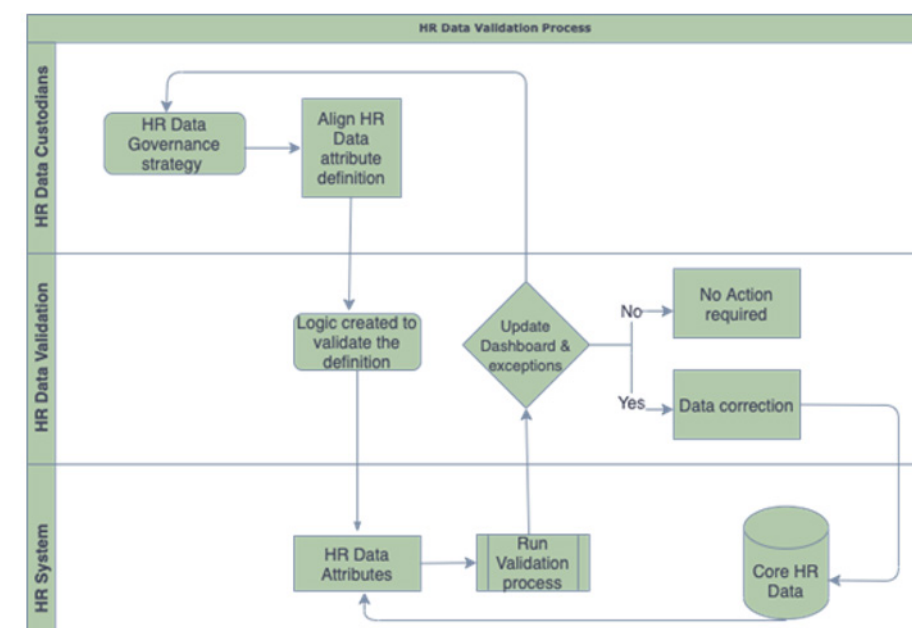 HR Data Validation Process
HR Data Custodians
HR Data
Governance
strategy
Align HR
Data
attribute
definition
HR Data Validation
Logic created to
validate the
definition
Update
Dashboard &
exceptions
No
No Action
required
Yes
Data correction
HR System
HR Data
Attributes
Run
Validation
process
Core HR
Data